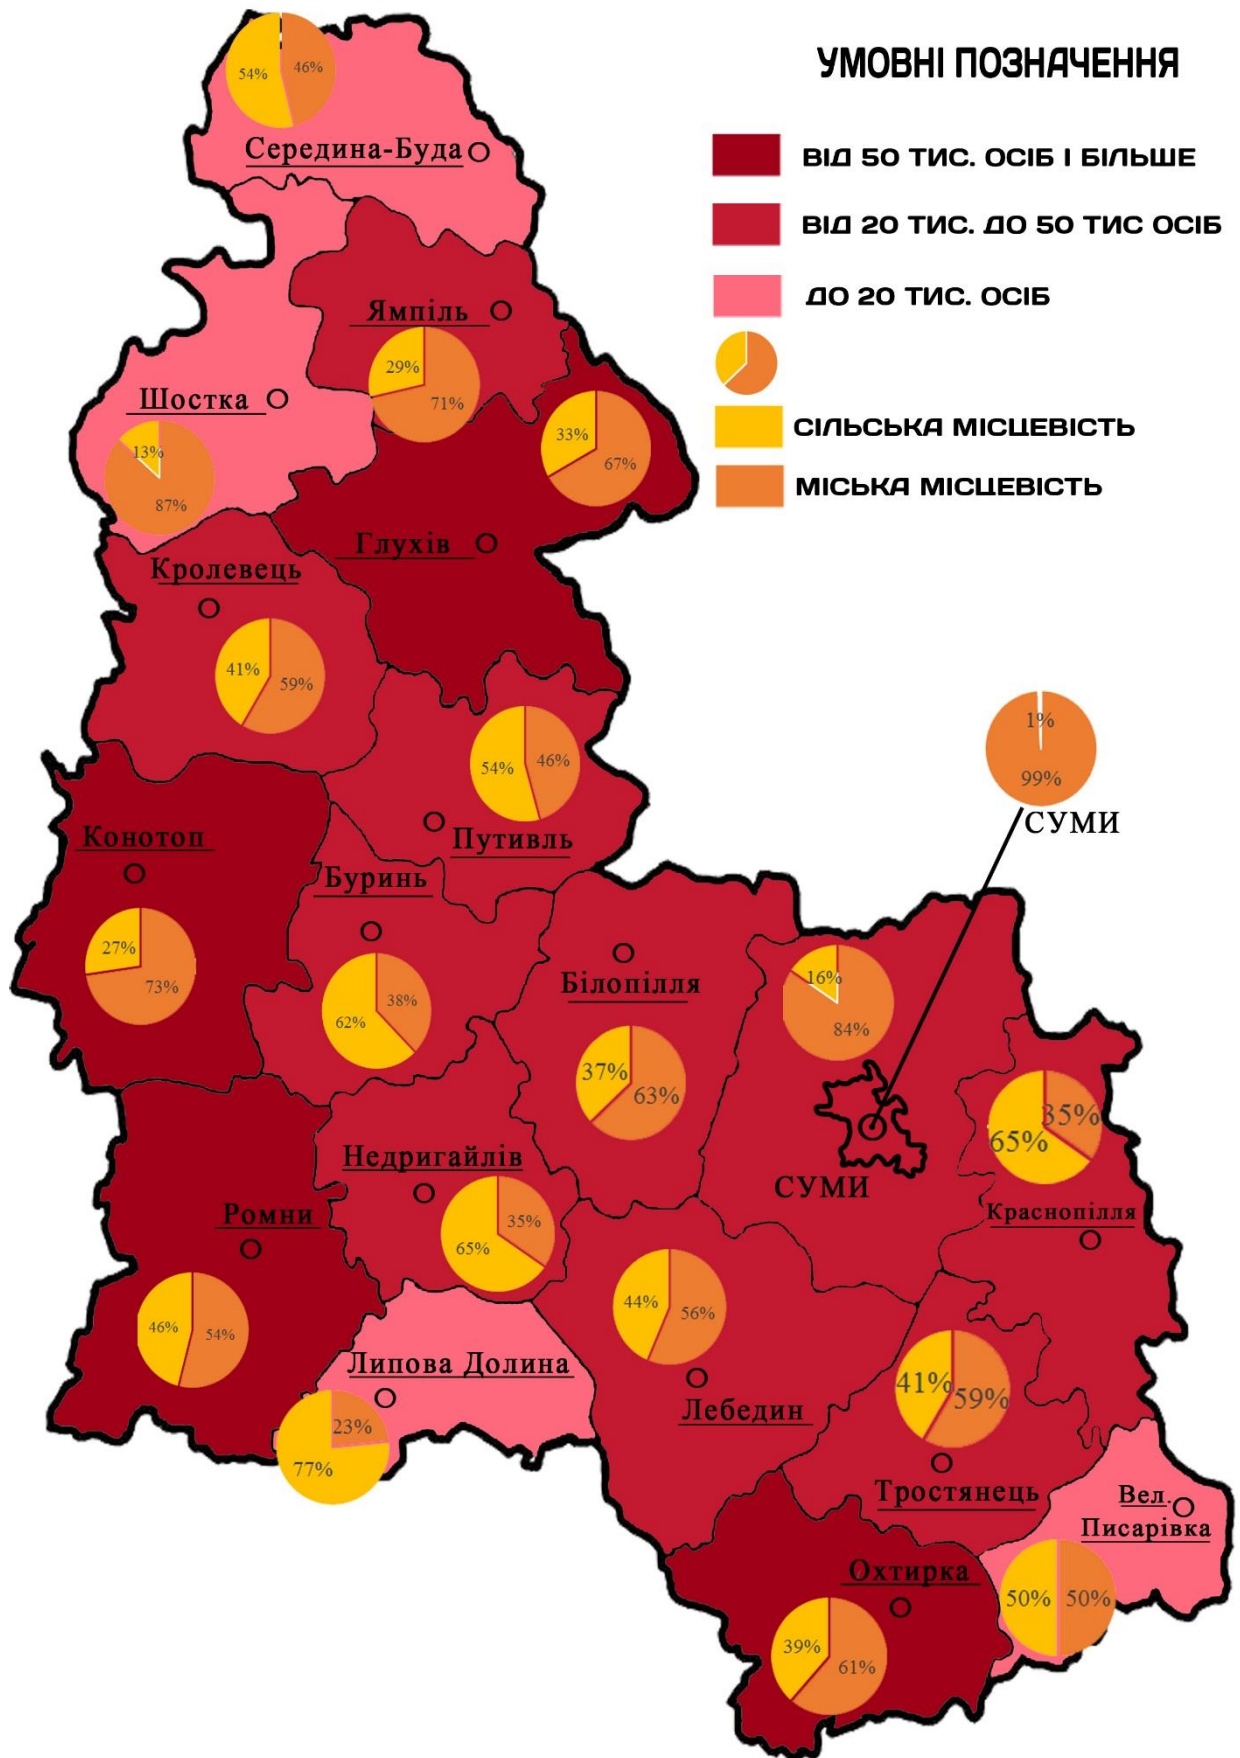 УМОВНІ ПОЗНАЧЕННЯ
ВІД 50 ТИС. ОСІБ І БІЛЬШЕ
ВІД 20 ТИС. ДО 50 ТИС ОСІБ
ДО 20 ТИС. ОСІБ
СІЛЬСЬКА МІСЦЕВІСТЬ
МІСЬКА МІСЦЕВІСТЬ
54% 46%
Середина-Буда
Ямпіль
29%
71%
Шостка
13%
87%
33%
67%
Глухів
Кролевець
41%
59%
54% 46%
Путивль
1%
99%
СУМИ
Конотоп
27%
73%
Буринь
62% 38%
Білопілля
37%
63%
16%
84%
СУМИ
35%
65%
Краснопілля
Недригайлів
35%
65%
Ромни
46% 54%
Липова Долина
23%
77%
44% 56%
Лебедин
41%
59%
Тростянець
Вел.
Писарівка
50% 50%
Охтирка
39%
61%